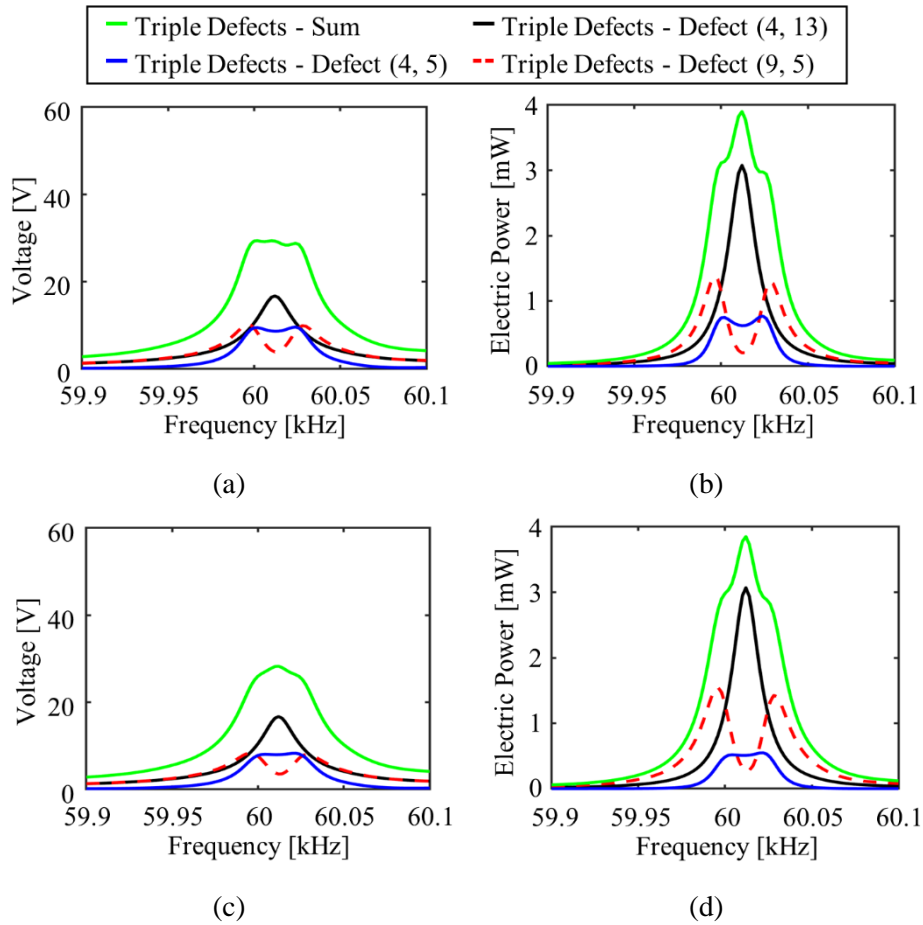 Triple Defects - Sum
Triple Defects - Defect (4, 13)
Triple Defects - Defect (4, 5)
Triple Defects - Defect (9, 5)
Voltage [V]
60
40
20
0
59.9 59.95 60 60.05 60.1
Frequency [kHz]
(a)
Electric Power [mW]
4
3
2
1
0
59.9 59.95 60 60.05 60.1
Frequency [kHz]
(b)
Voltage [V]
60
40
20
0
59.9 59.95 60 60.05 60.1
Frequency [kHz]
(c)
Electric Power [mW]
4
3
2
1
0
59.9 59.95 60 60.05 60.1
Frequency [kHz]
(d)